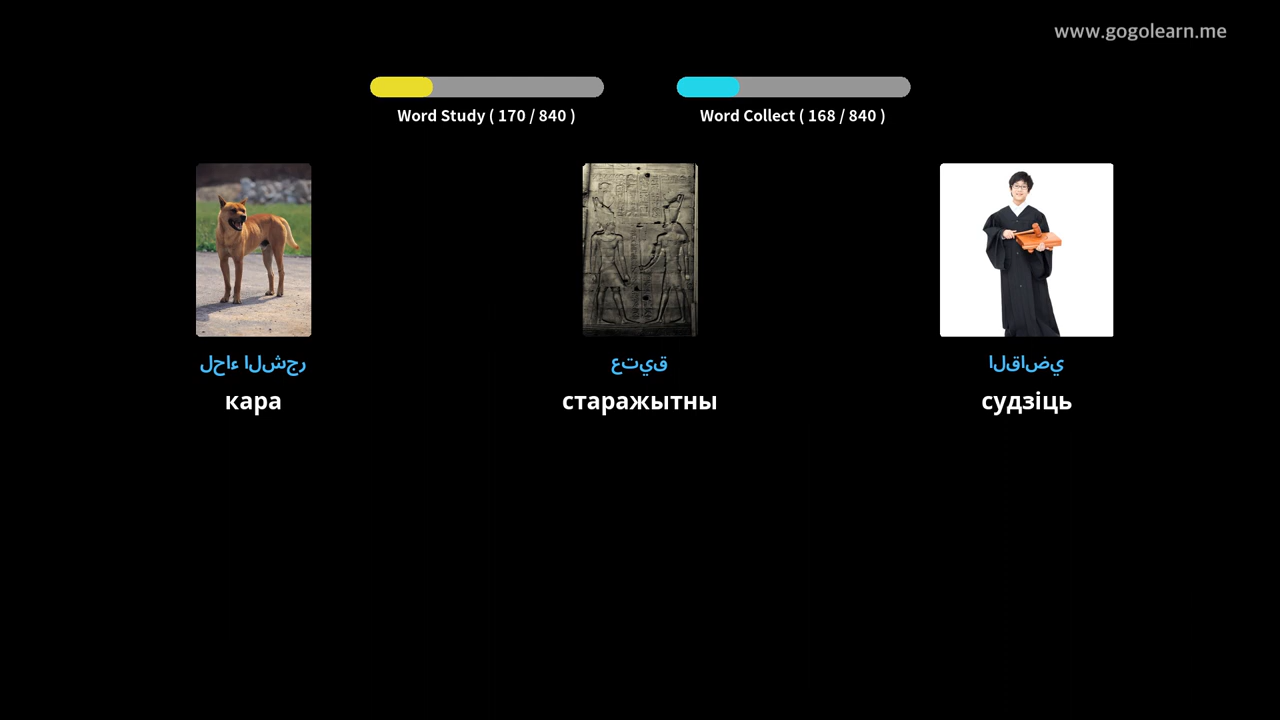 www.gogolearn.me
Word Study ( 170 / 840 )
Word Collect ( 168 / 840 )
لحاء الشجر
кара
عتيق
старажытны
القاضي
судзіць